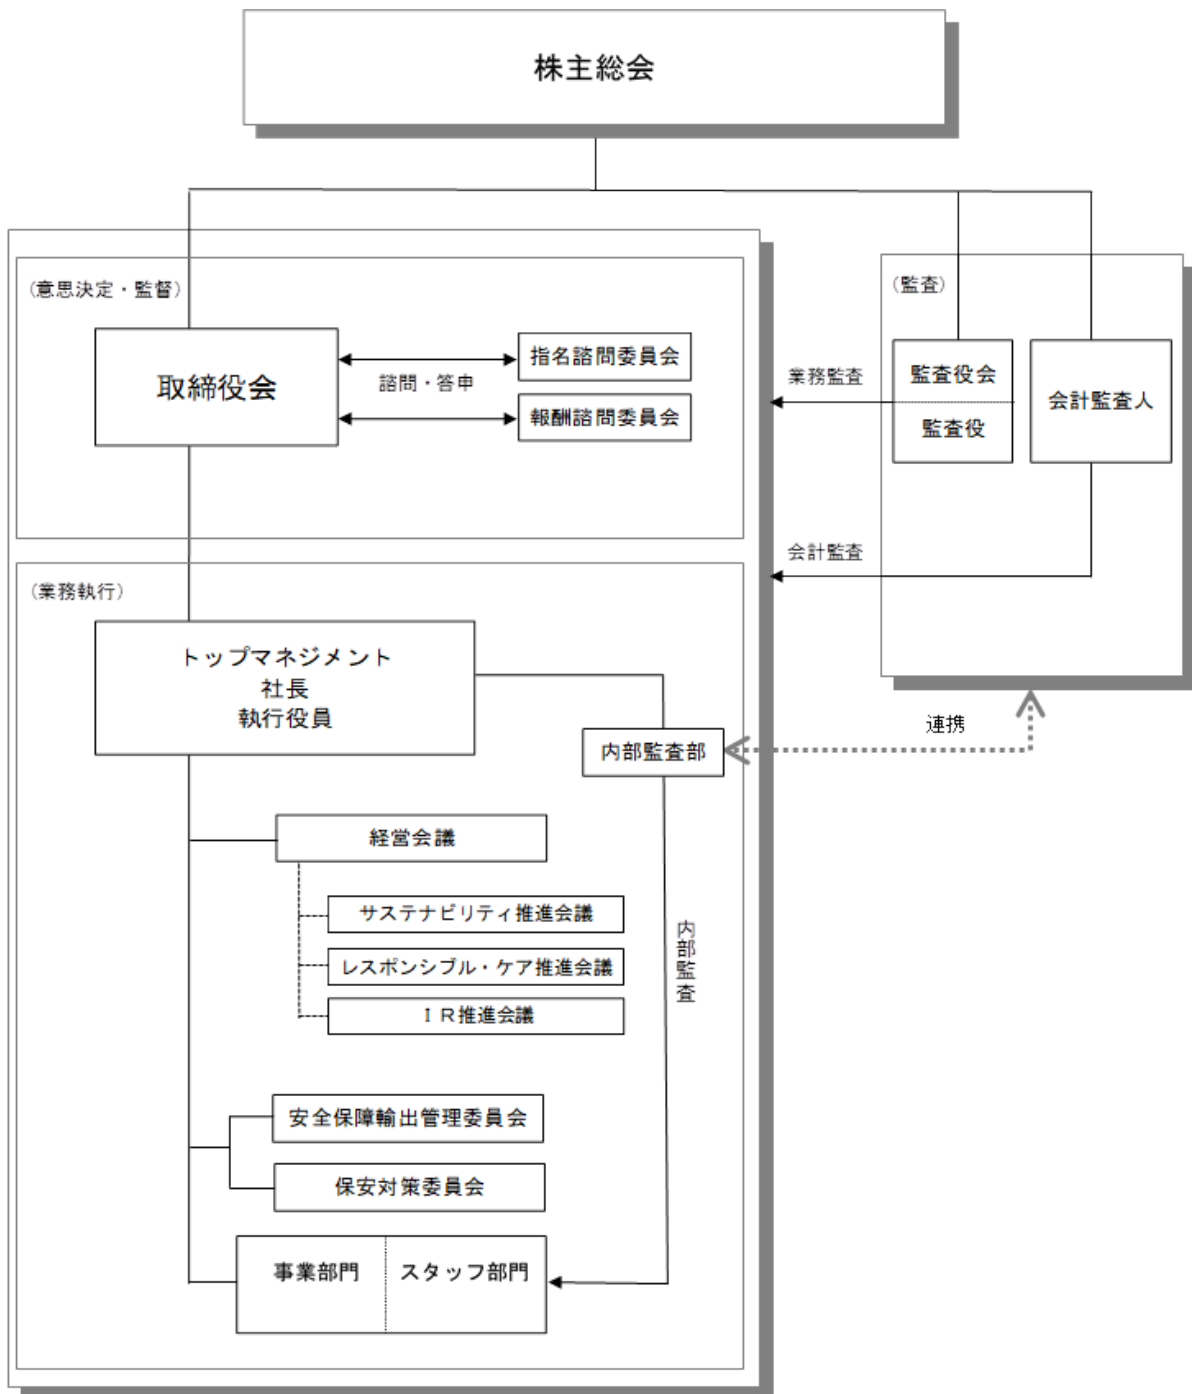 株主総会
(意思決定・監督)
取締役会
諮問・答申
指名諮問委員会
報酬諮問委員会
(監査)
業務監査
監査役会
監査役
会計監査人
会計監査
(業務執行)
トップマネジメント
社長
執行役員
内部監査部
連携
経営会議
サステナビリティ推進会議
レスポンシブル・ケア推進会議
ＩＲ推進会議
内部監査
安全保障輸出管理委員会
保安対策委員会
事業部門
スタッフ部門